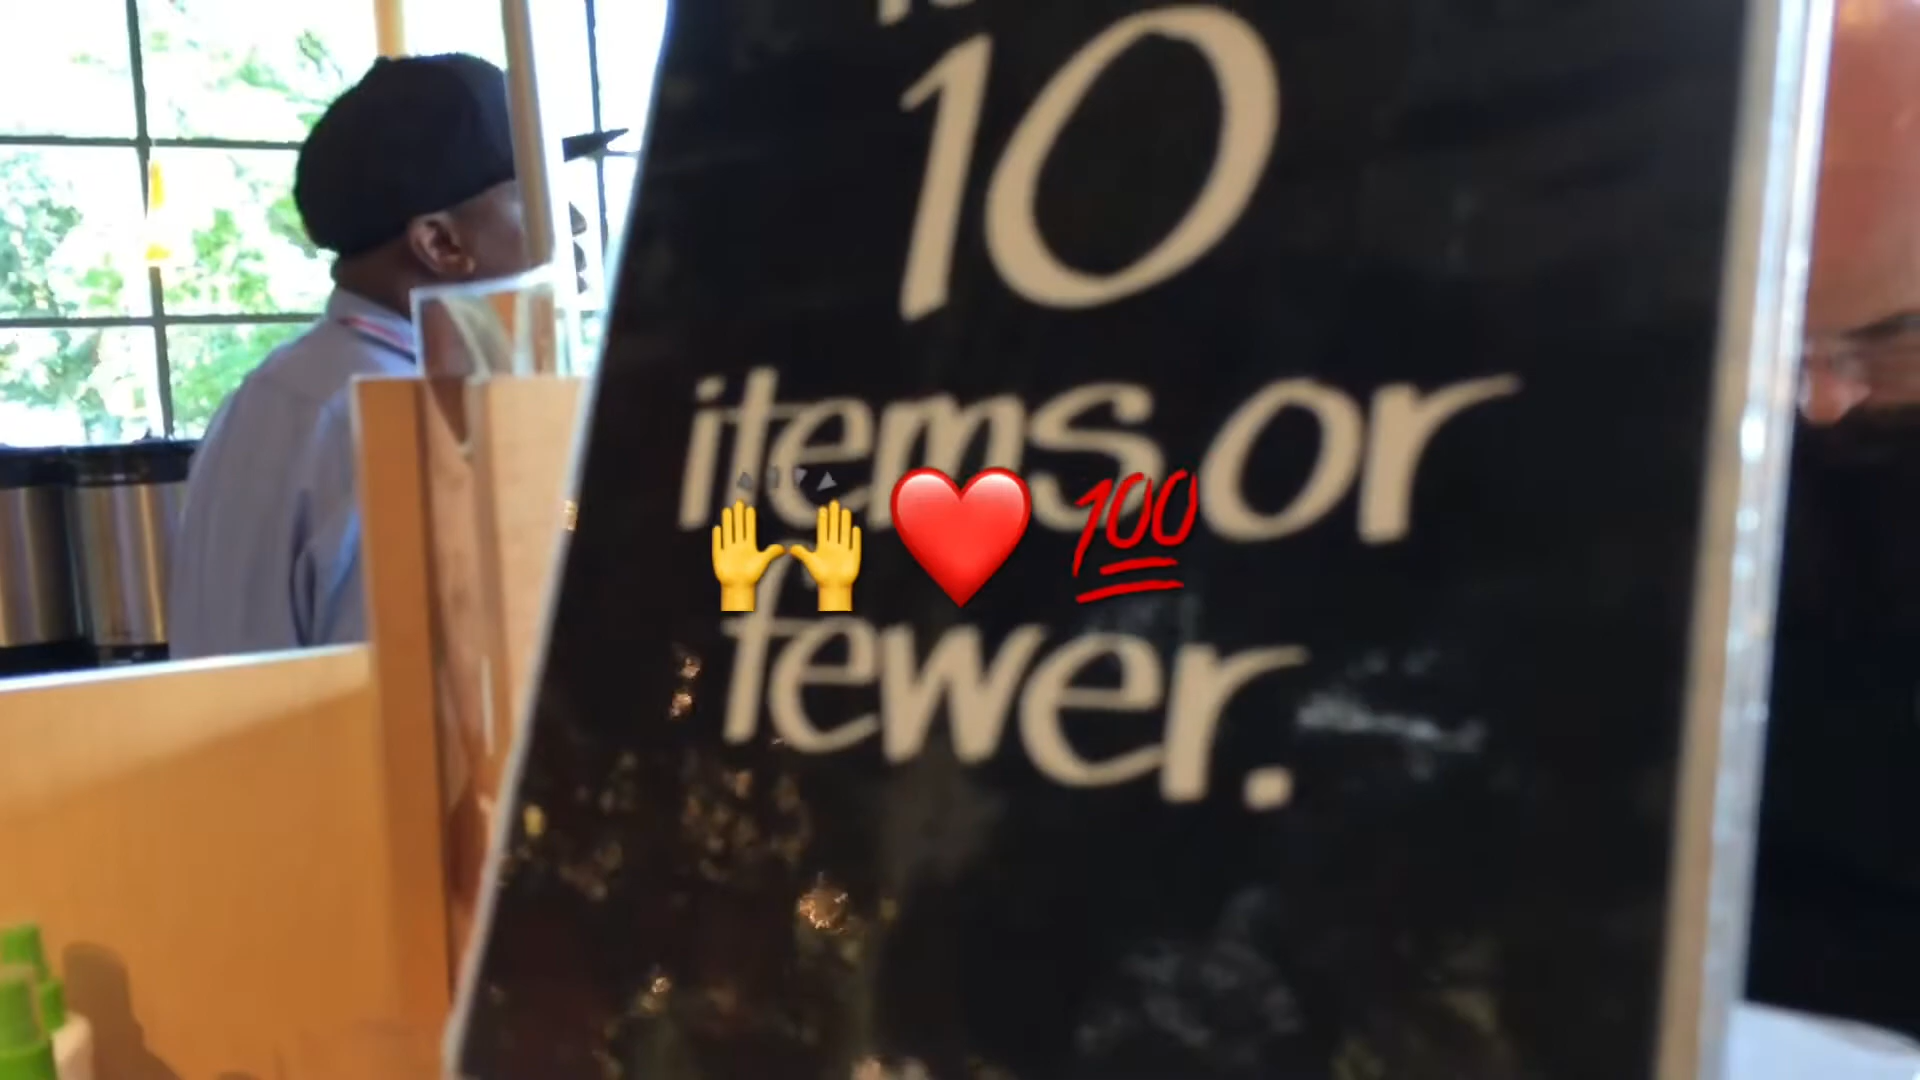 10
items or
🙌❤️💯
fewer.